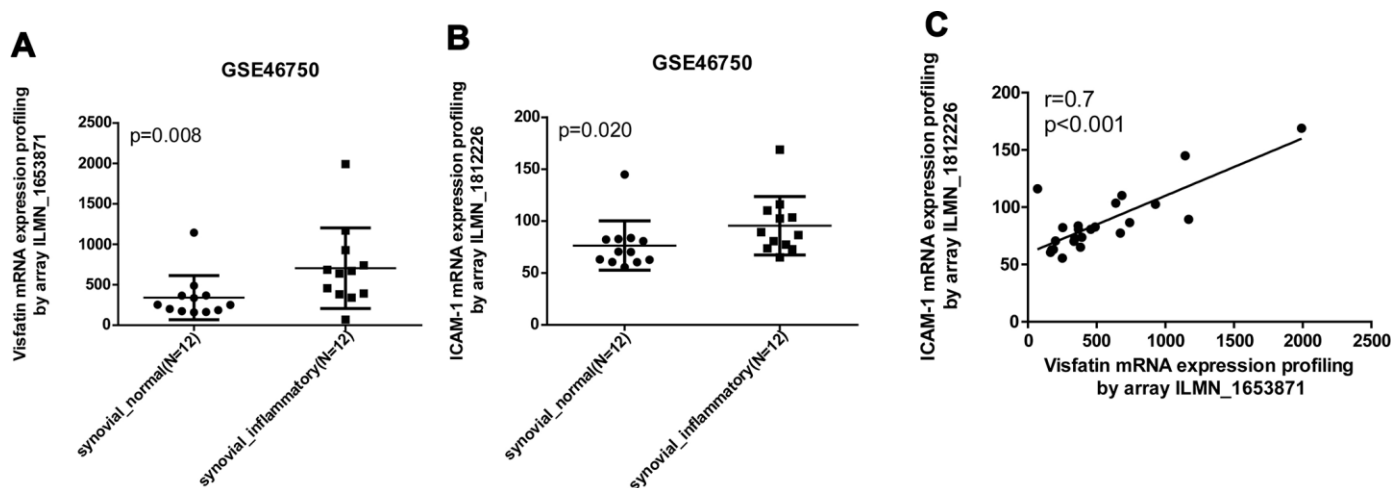 A
GSE46750
Visfatin mRNA expression profiling
by array ILMN_1653871
p=0.008
2500
2000
1500
1000
500
0
synovial_normal(N=12)
synovial_inflammatory(N=12)
B
GSE46750
ICAM-1 mRNA expression profiling
by array ILMN_1812226
p=0.020
200
150
100
50
0
synovial_normal(N=12)
synovial_inflammatory(N=12)
C
ICAM-1 mRNA expression profiling
by array ILMN_1812226
r=0.7
p<0.001
200
150
100
50
0
0 500 1000 1500 2000 2500
Visfatin mRNA expression profiling
by array ILMN_1653871